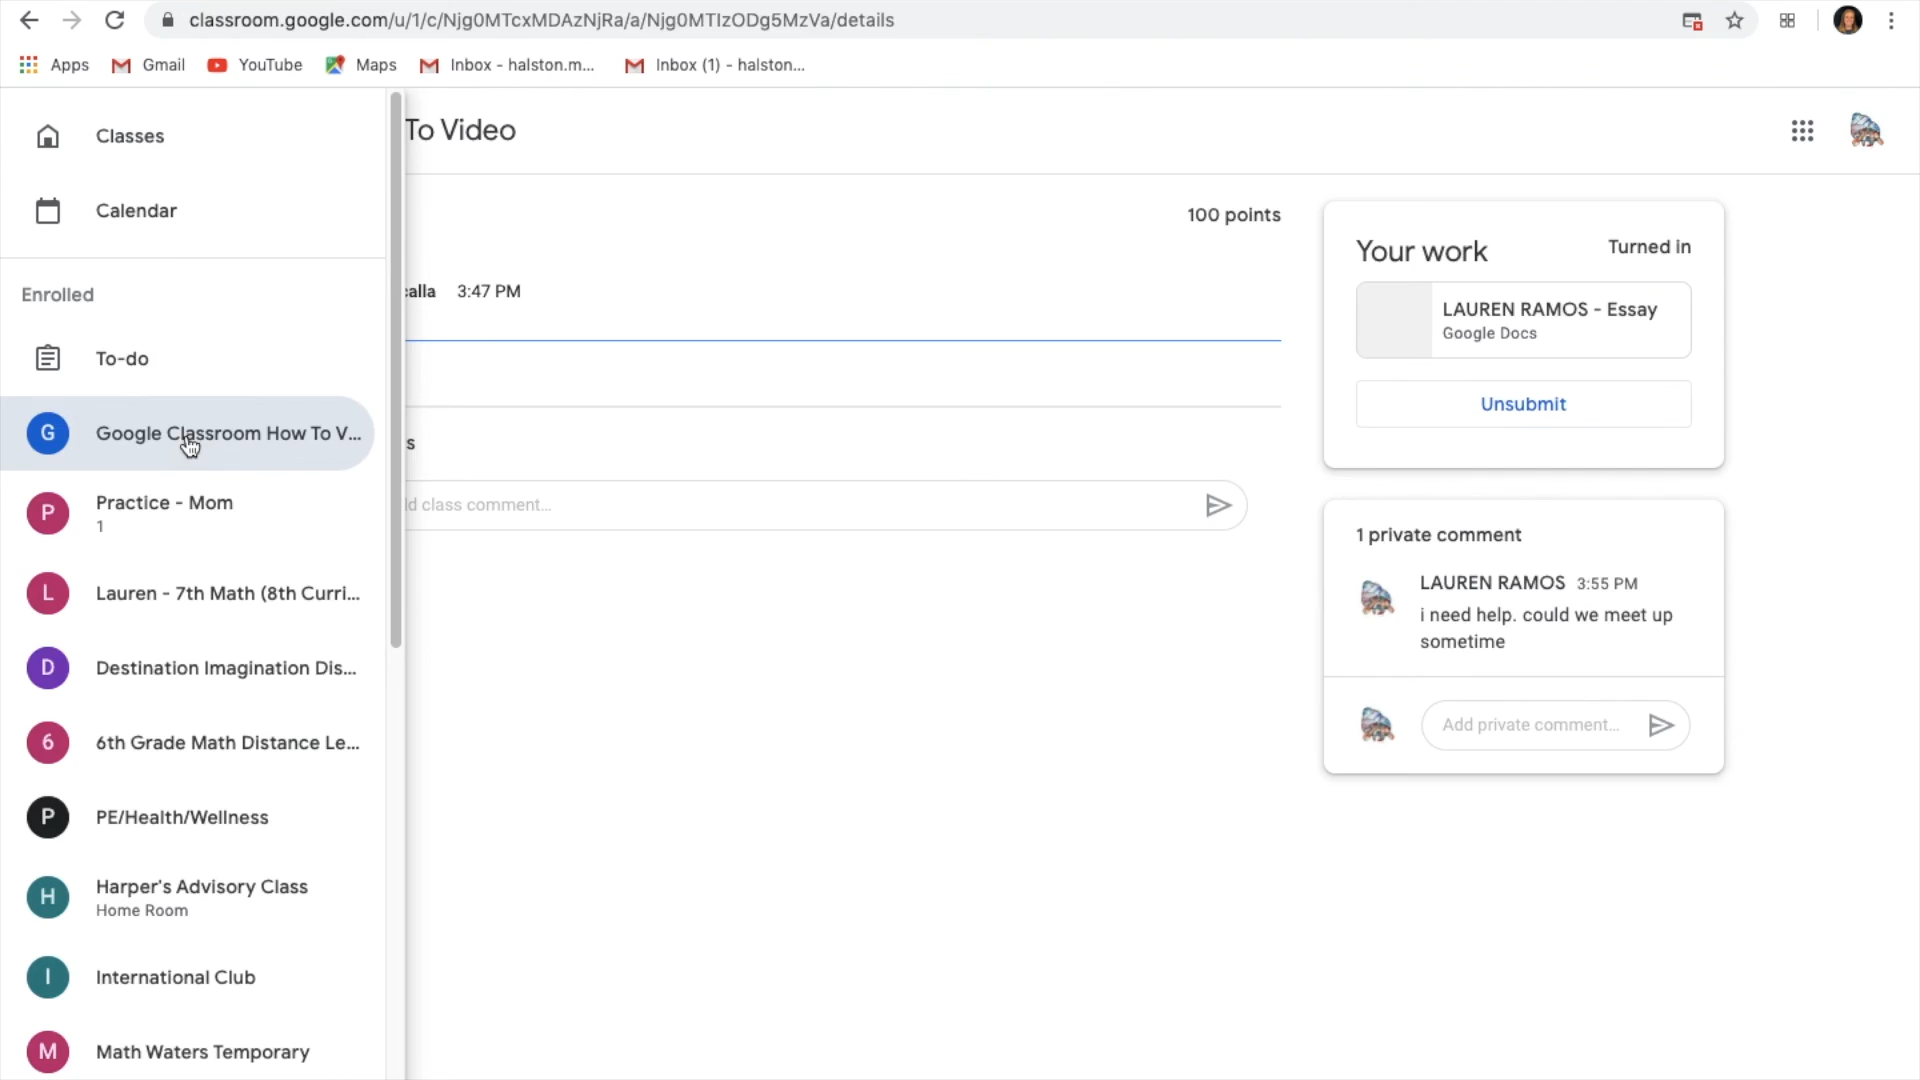 classroom.google.com/u/1/c/Njg0MTcxMDAzNjRa/a/Njg0MTIzODg5MzVa/details
Apps
Gmail
YouTube
Maps
Inbox - halston.m...
Inbox (1) - halston...
Classes
Calendar
Enrolled
To-do
G
Google Classroom How To V...
P
Practice - Mom
1
L
Lauren - 7th Math (8th Curri...
D
Destination Imagination Dis...
6
6th Grade Math Distance Le...
P
PE/Health/Wellness
H
Harper's Advisory Class
Home Room
I
International Club
M
Math Waters Temporary
To Video
100 points
calla 3:47 PM
s
d class comment...
Your work
Turned in
LAUREN RAMOS - Essay
Google Docs
Unsubmit
1 private comment
LAUREN RAMOS 3:55 PM
i need help. could we meet up
sometime
Add private comment...